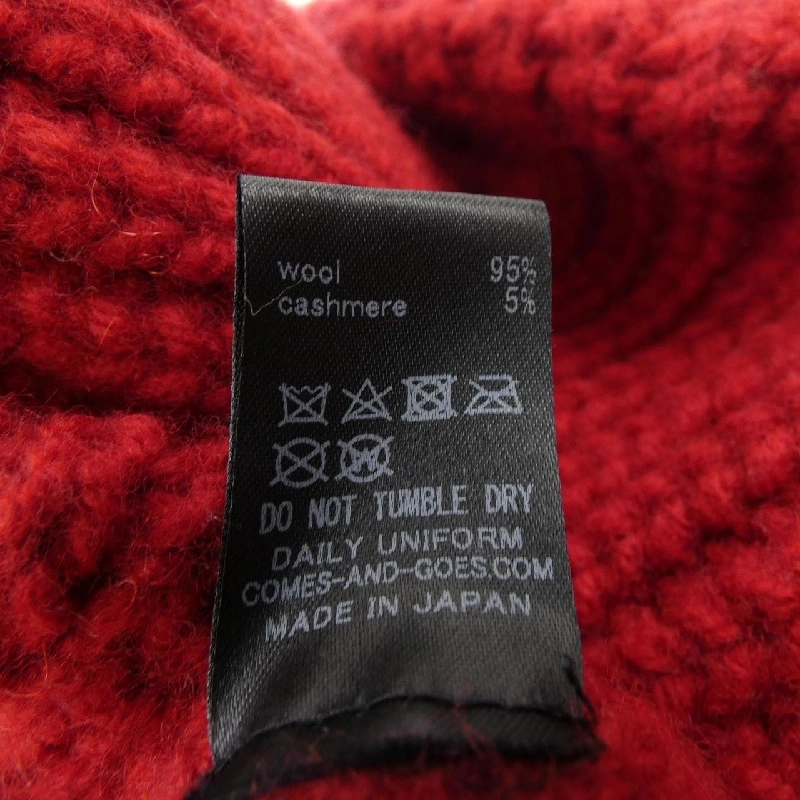 wool 95%
cashmere 5%
W
DO NOT TUMBLE DRY
DAILY UNIFORM
COMES-AND-GOES.COM
MADE IN JAPAN